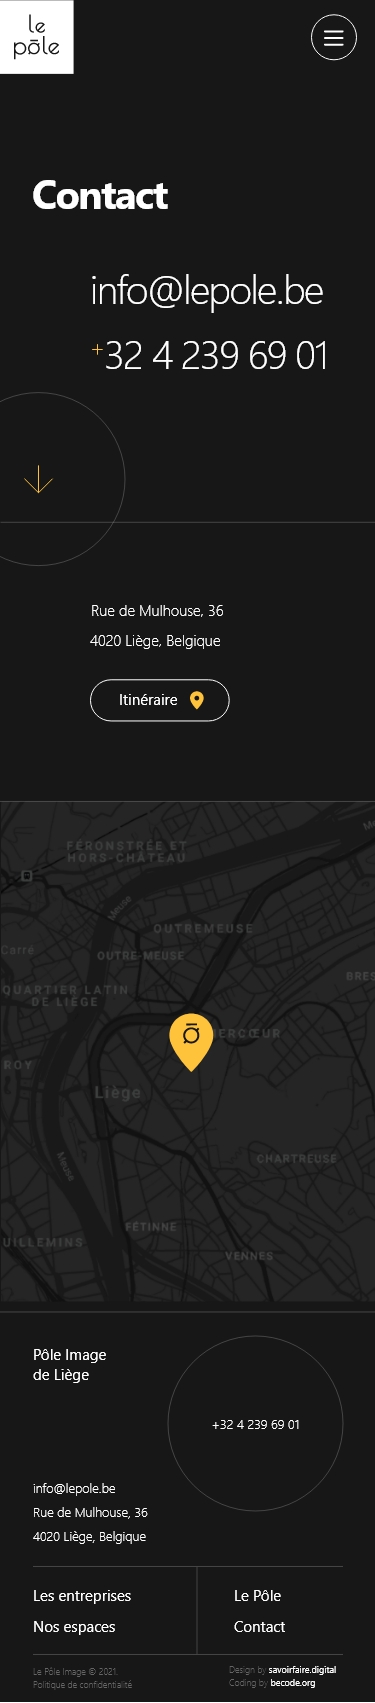 le
pōle
Contact
info@lepole.be
+32 4 239 69 01
Rue de Mulhouse, 36
4020 Liège, Belgique
Itinéraire
FÉRONSTRÉE ET
HORS-CHÂTEAU
Meuse
OUTREMEUSE
Carré
OUTRE-MEUSE
BRES
QUARTIER LATIN
DE LIÈGE
ERCŒUR
ROY
Liège
Meuse
CHARTREUSE
FÉTINNE
UILLEMINS
VENNES
Pôle Image
de Liège
+32 4 239 69 01
info@lepole.be
Rue de Mulhouse, 36
4020 Liège, Belgique
Les entreprises
Le Pôle
Nos espaces
Contact
Le Pôle Image © 2021.
Politique de confidentialité
Design by savoirfaire.digital
Coding by becode.org